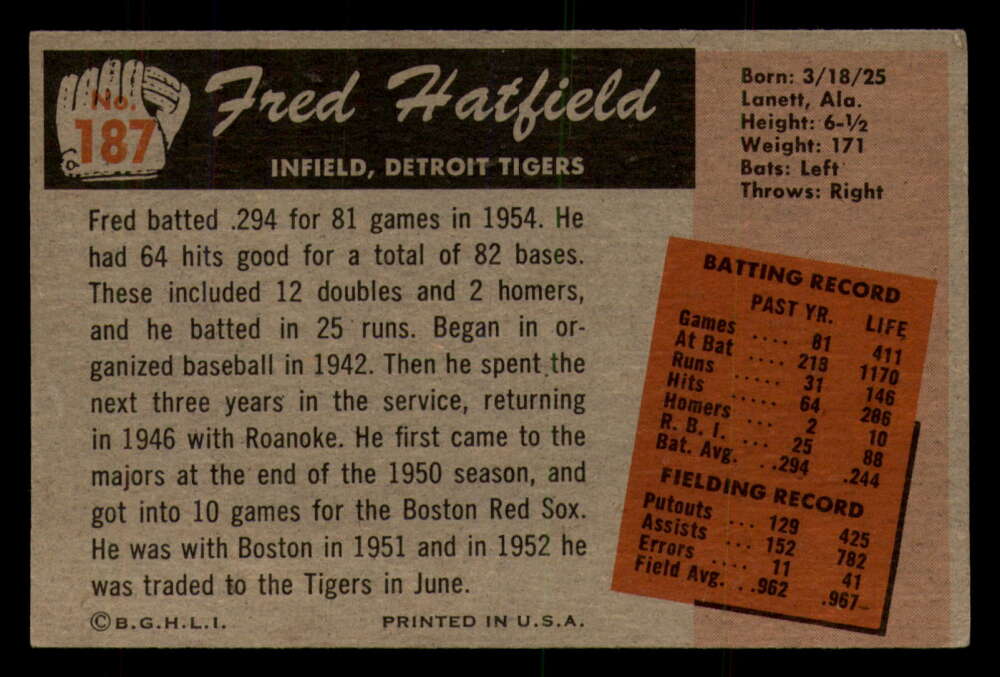 No.
187
Fred Hatfield
INFIELD, DETROIT TIGERS
Born: 3/18/25
Lanett, Ala.
Height: 6-½
Weight: 171
Bats: Left
Throws: Right
Fred batted .294 for 81 games in 1954. He
had 64 hits good for a total of 82 bases.
These included 12 doubles and 2 homers,
and he batted in 25 runs. Began in or-
ganized baseball in 1942. Then he spent the
next three years in the service, returning
in 1946 with Roanoke. He first came to the
majors at the end of the 1950 season, and
got into 10 games for the Boston Red Sox.
He was with Boston in 1951 and in 1952 he
was traded to the Tigers in June.
BATTING RECORD
PAST YR. LIFE
Games .... 81 411
At Bat .... 218 1170
Runs ..... 31 146
Hits ..... 64 286
Homers ... 2 10
R. B. I. ... 25 88
Bat. Avg. . .294 .244
FIELDING RECORD
Putouts ... 129 425
Assists ... 152 782
Errors .... 11 41
Field Avg. . .962 .967
©B.G.H.L.I.
PRINTED IN U.S.A.